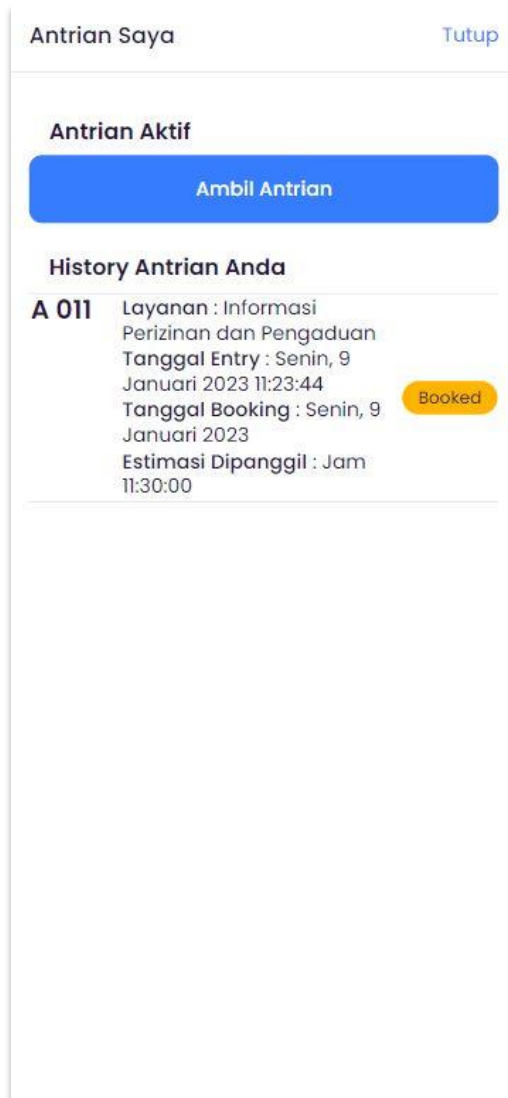 Antrian Saya
Tutup
Antrian Aktif
Ambil Antrian
History Antrian Anda
A 011
Layanan : Informasi
Perizinan dan Pengaduan
Tanggal Entry : Senin, 9
Januari 2023 11:23:44
Tanggal Booking : Senin, 9
Januari 2023
Estimasi Dipanggil : Jam
11:30:00
Booked